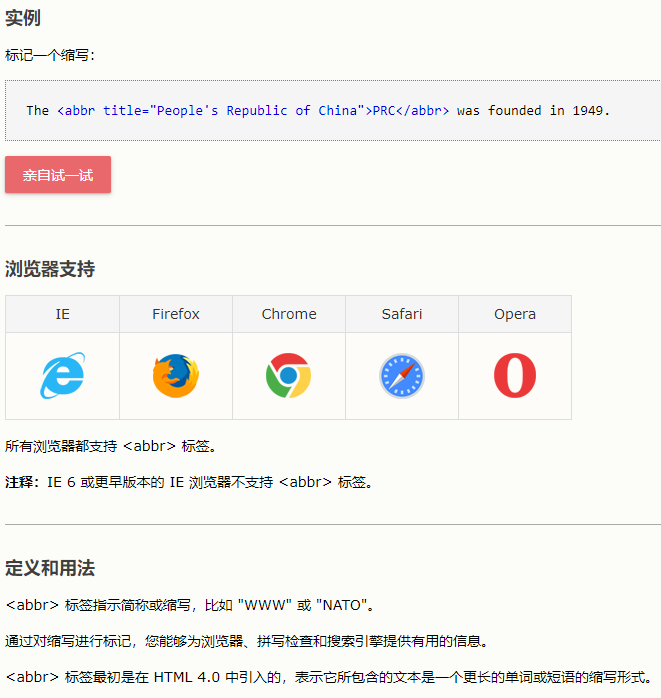 实例
标记一个缩写：
The <abbr title="People's Republic of China">PRC</abbr> was founded in 1949.
亲自试一试
浏览器支持
IE Firefox Chrome Safari Opera
所有浏览器都支持 <abbr> 标签。
注释：IE 6 或更早版本的 IE 浏览器不支持 <abbr> 标签。
定义和用法
<abbr> 标签指示简称或缩写，比如 "WWW" 或 "NATO"。
通过对缩写进行标记，您能够为浏览器、拼写检查和搜索引擎提供有用的信息。
<abbr> 标签最初是在 HTML 4.0 中引入的，表示它所包含的文本是一个更长的单词或短语的缩写形式。